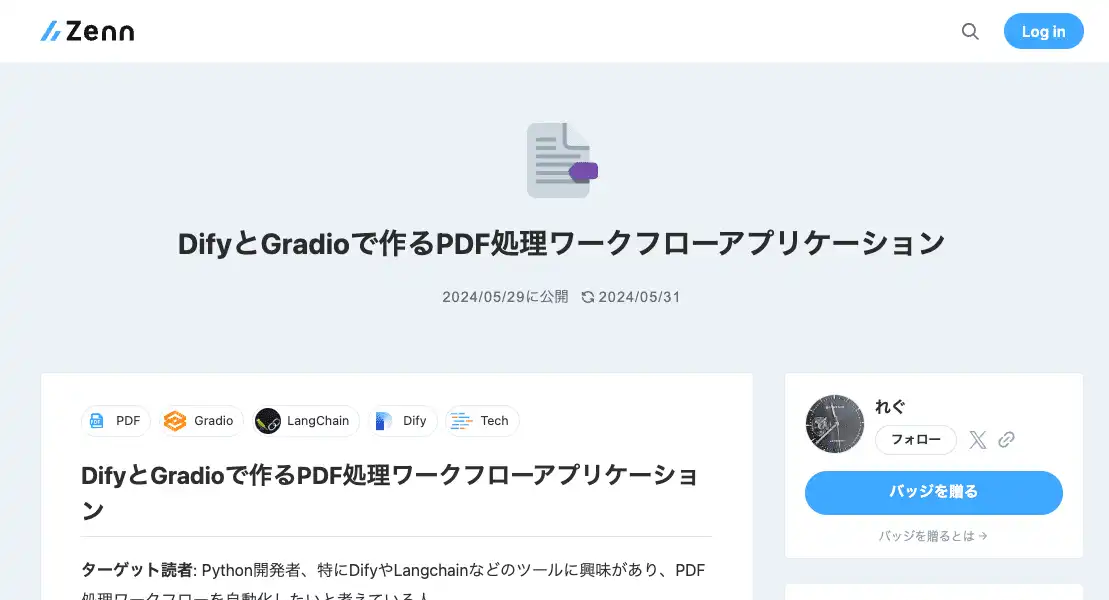 Zenn
Log in
DifyとGradioで作るPDF処理ワークフローアプリケーション
2024/05/29に公開 2024/05/31
PDF Gradio LangChain Dify Tech
DifyとGradioで作るPDF処理ワークフローアプリケーショ
ン
ターゲット読者: Python開発者、特にDifyやLangchainなどのツールに興味があり、PDF
処理ワークフローを自動化したいと考えている人
れぐ
フォロー
バッジを贈る
バッジを贈るとは→